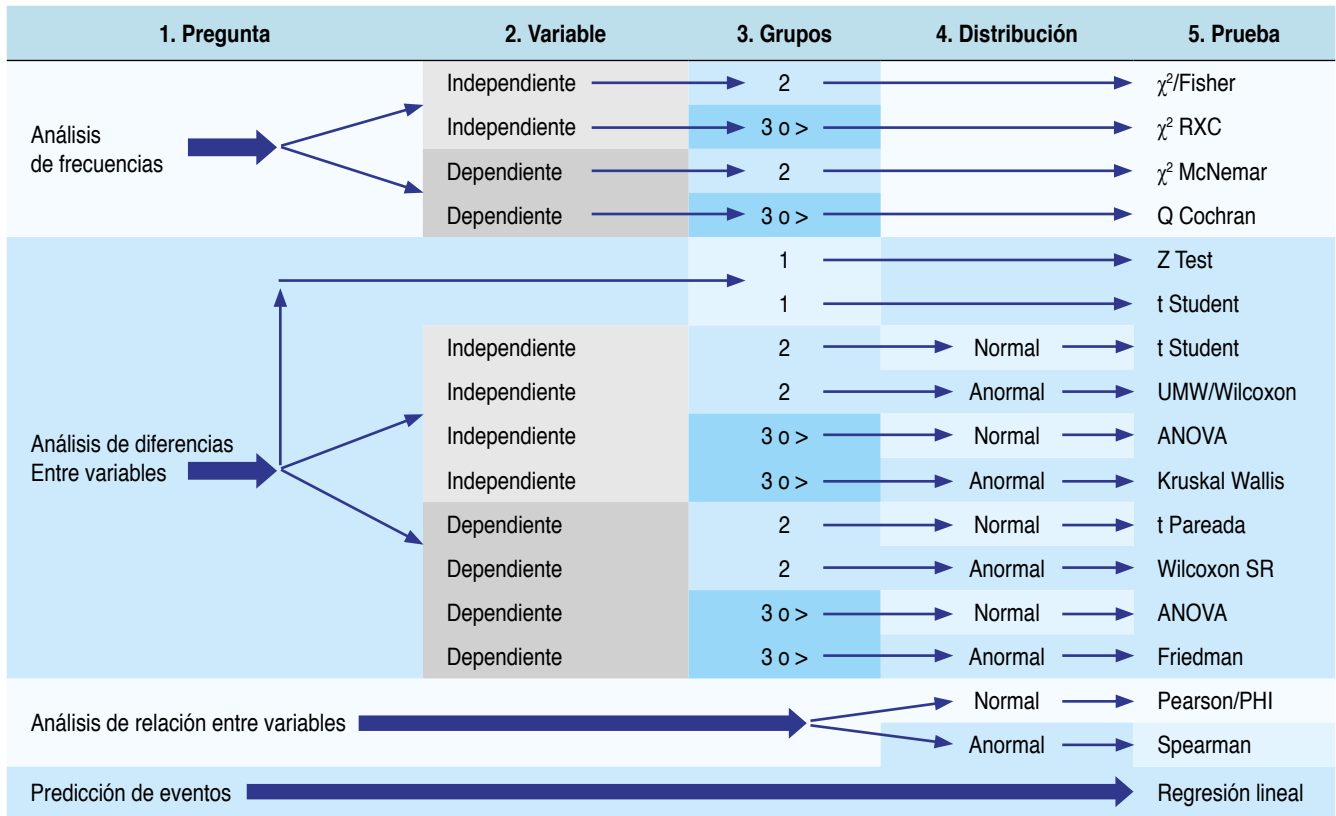 1. Pregunta 2. Variable 3. Grupos 4. Distribución 5. Prueba
Análisis
de frecuencias
Independiente 2 χ²/Fisher
Independiente 3 o > χ² RXC
Dependiente 2 χ² McNemar
Dependiente 3 o > Q Cochran
Análisis de diferencias
Entre variables
1 Z Test
1 t Student
Independiente 2 Normal t Student
Independiente 2 Anormal UMW/Wilcoxon
Independiente 3 o > Normal ANOVA
Independiente 3 o > Anormal Kruskal Wallis
Dependiente 2 Normal t Pareada
Dependiente 2 Anormal Wilcoxon SR
Dependiente 3 o > Normal ANOVA
Dependiente 3 o > Anormal Friedman
Análisis de relación entre variables
Normal Pearson/PHI
Anormal Spearman
Predicción de eventos Regresión lineal